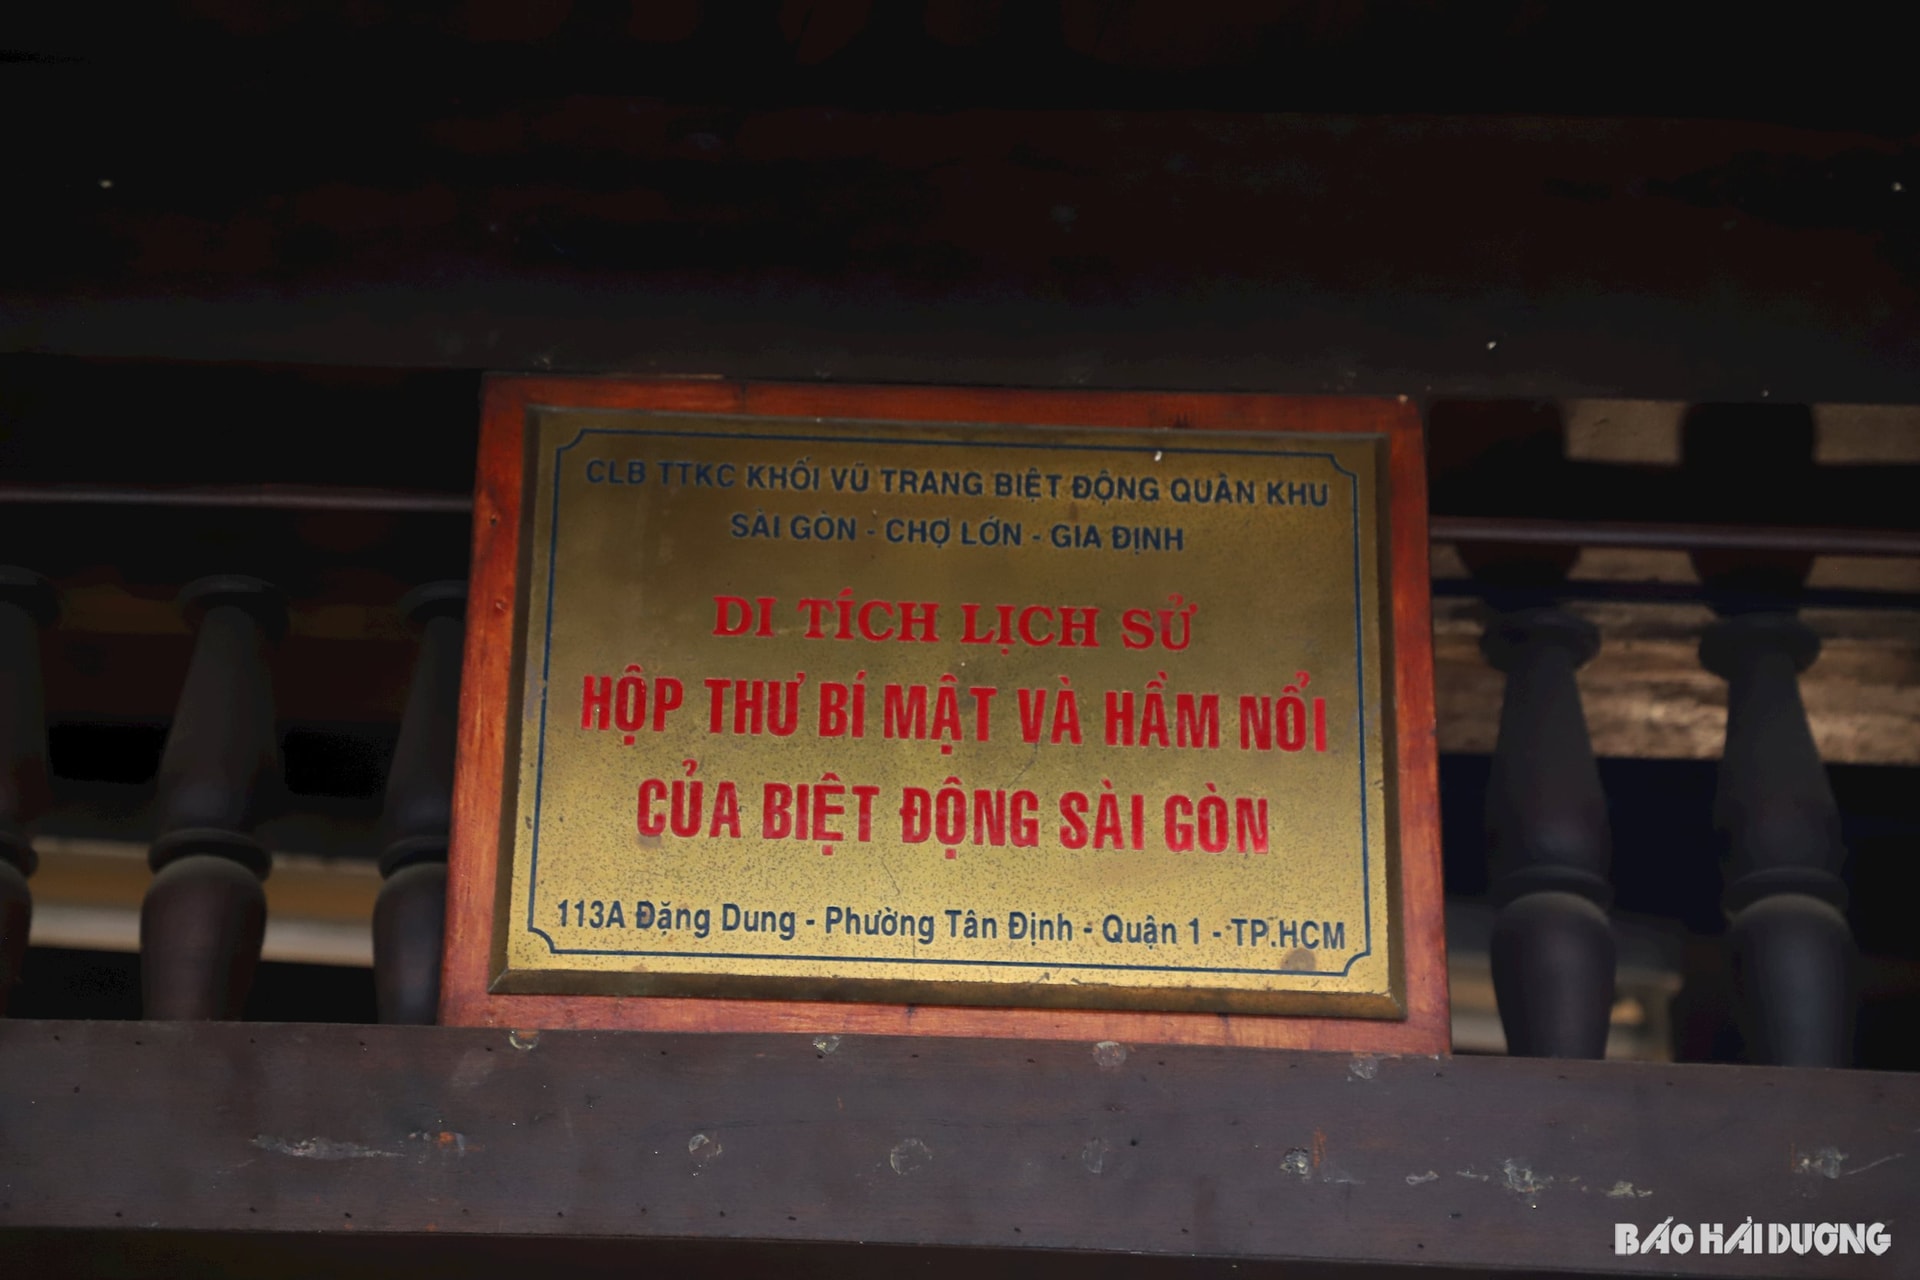 CLB TTKC KHỐI VŨ TRANG BIỆT ĐỘNG QUÂN KHU
SÀI GÒN - CHỢ LỚN - GIA ĐỊNH
DI TÍCH LỊCH SỬ
HỘP THƯ BÍ MẬT VÀ HẦM NỔI
CỦA BIỆT ĐỘNG SÀI GÒN
113A Đặng Dung - Phường Tân Định - Quận 1 - TP.HCM
BÁO HẢI DƯƠNG